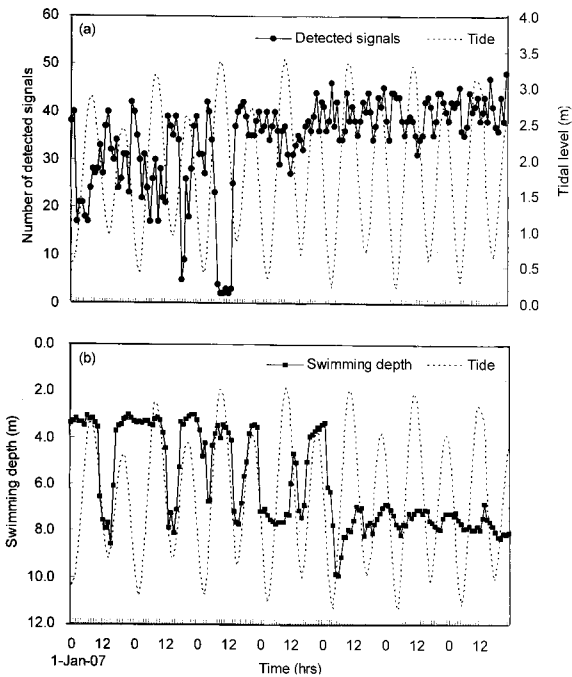 (a)
Detected signals
Tide
Number of detected signals
60
50
40
30
20
10
0
Tidal level (m)
4.0
3.5
3.0
2.5
2.0
1.5
1.0
0.5
0.0
(b)
Swimming depth
Tide
Swimming depth (m)
0.0
2.0
4.0
6.0
8.0
10.0
12.0
0 12 0 12 0 12 0 12 0 12 0 12 0 12
1-Jan-07
Time (hrs)